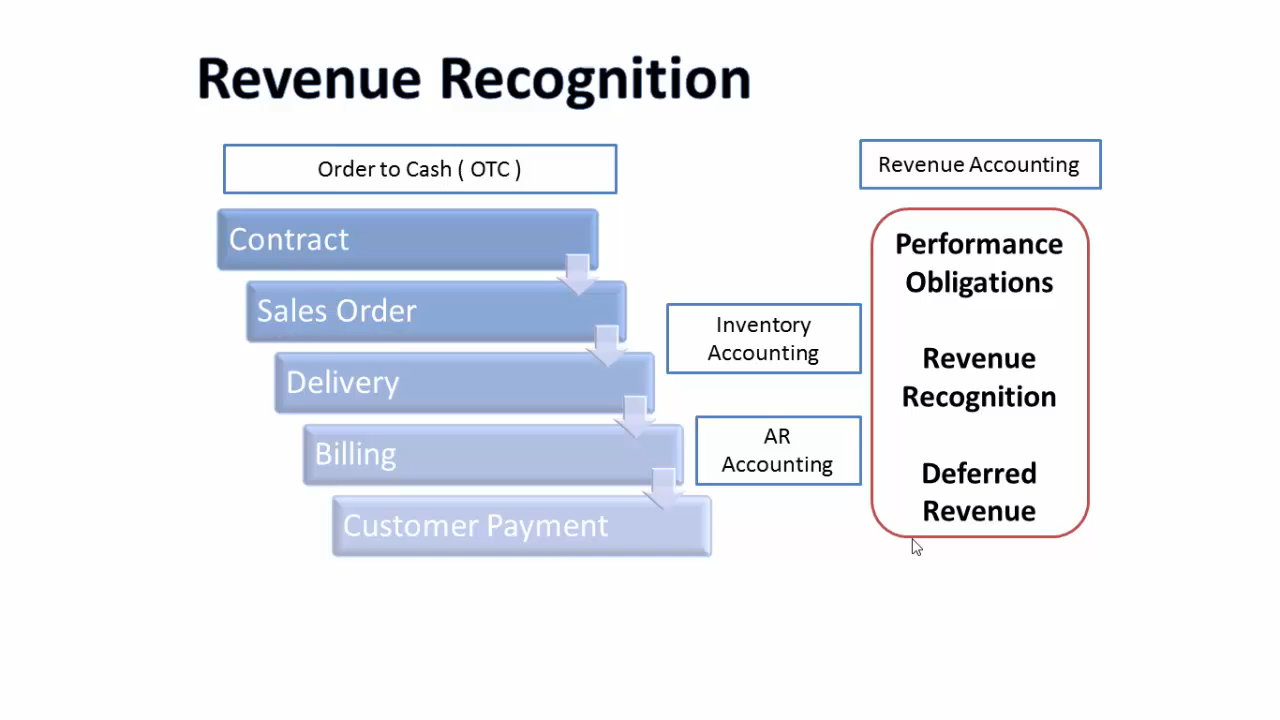 Revenue Recognition
Order to Cash ( OTC )
Contract
Sales Order
Delivery
Billing
Customer Payment
Inventory
Accounting
AR
Accounting
Revenue Accounting
Performance
Obligations
Revenue
Recognition
Deferred
Revenue